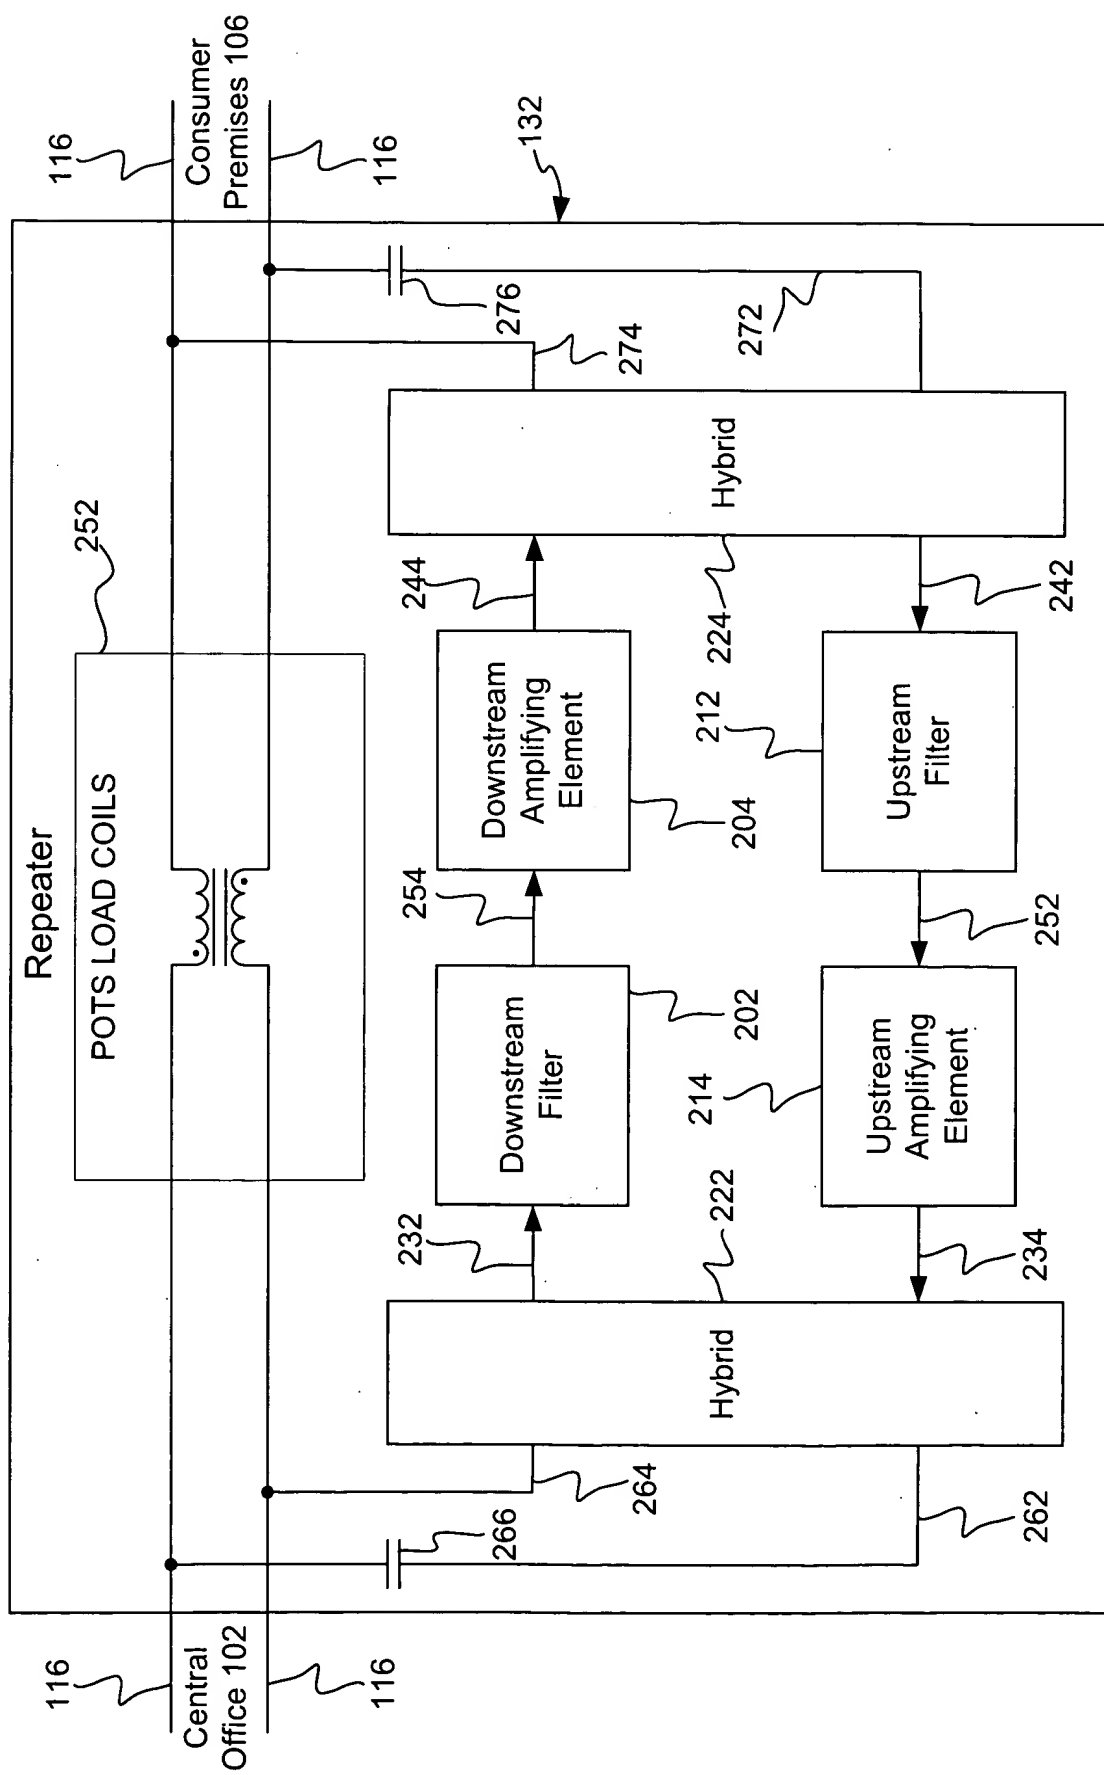 Repeater
POTS LOAD COILS
252
116
Central
Office 102
116
116
Consumer
Premises 106
116
132
266
264
262
Hybrid
222
232
234
Downstream
Filter
202
254
Downstream
Amplifying
Element
204
244
Upstream
Amplifying
Element
214
252
Upstream
Filter
212
242
Hybrid
224
276
274
272